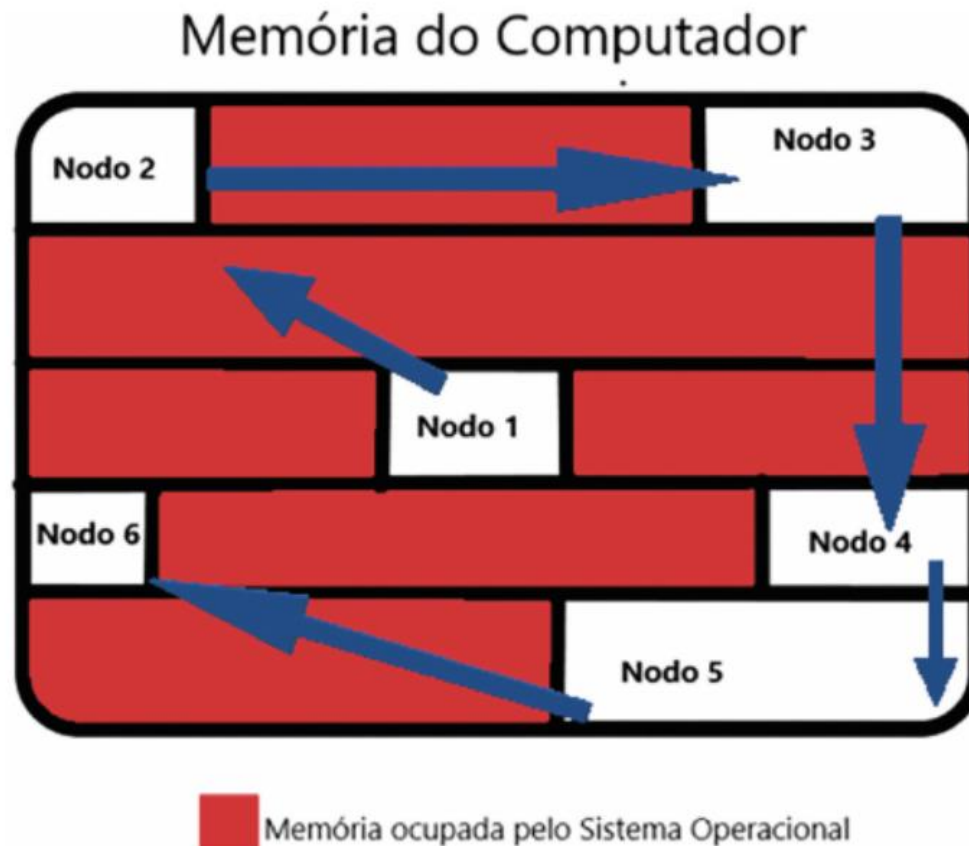 Memória do Computador
Nodo 2
Nodo 3
Nodo 1
Nodo 6
Nodo 4
Nodo 5
Memória ocupada pelo Sistema Operacional